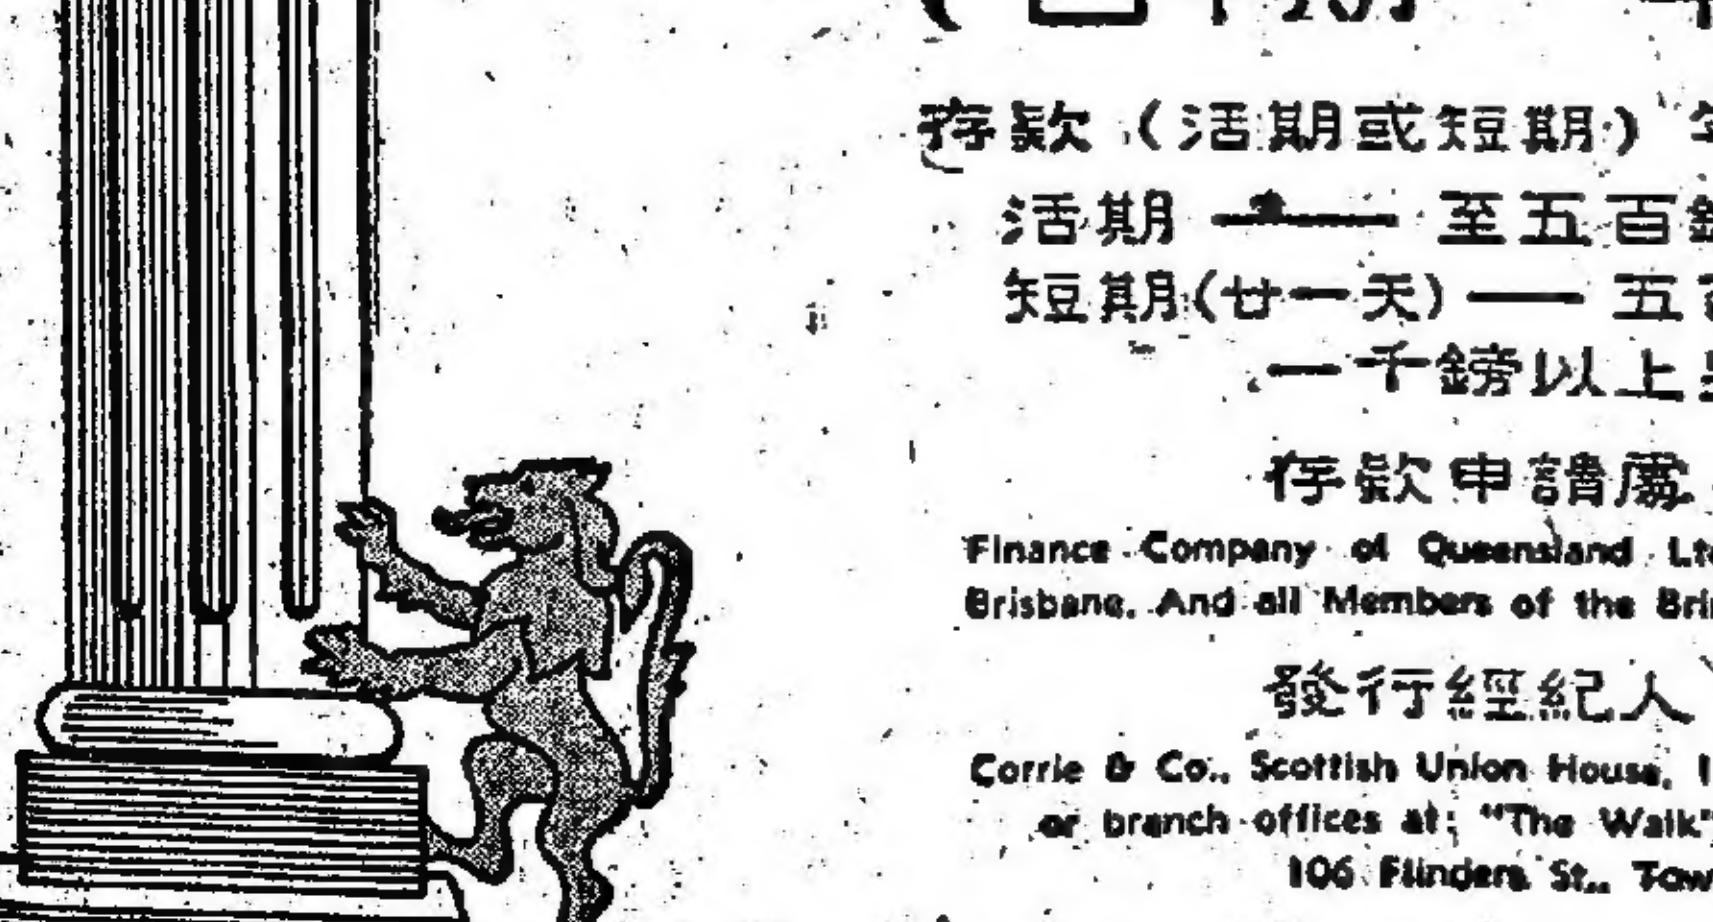 存款（活期或短期）
活期 —— 至五百
短期(廿一天) —— 五
一千鎊以上
存款申請處
Finance Company of Queensland
Brisbane. And all Members of the
發行經紀人
Corrie & Co., Scottish Union House,
or branch offices at; "The Walk"
106 Flinders St.,